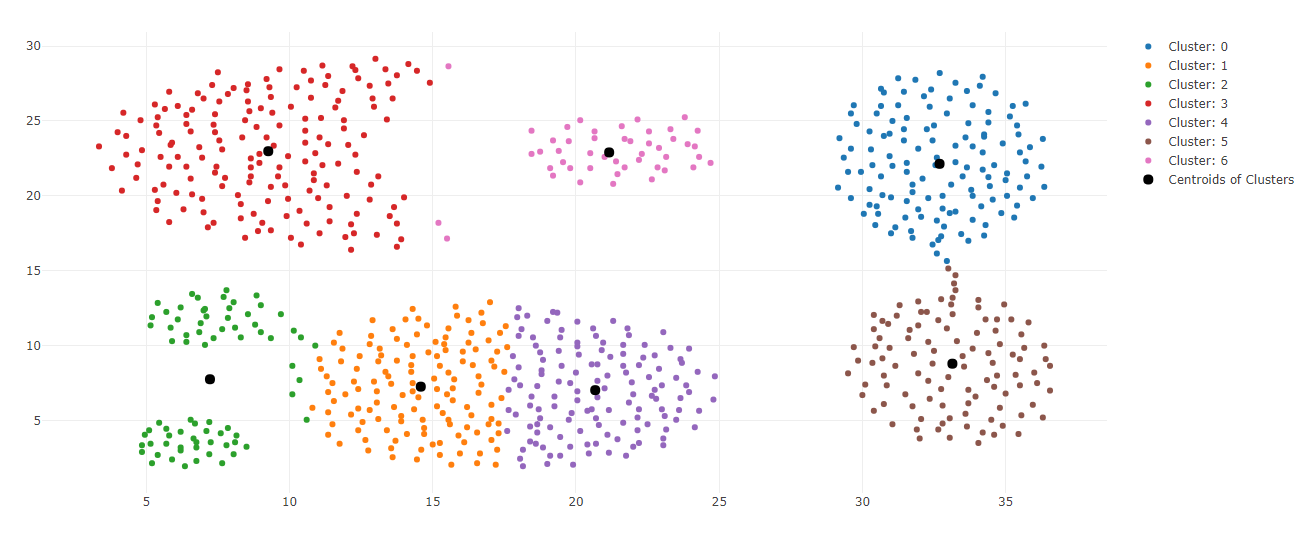 30
25
20
15
10
5
5
10
15
20
25
30
35
Cluster: 0
Cluster: 1
Cluster: 2
Cluster: 3
Cluster: 4
Cluster: 5
Cluster: 6
Centroids of Clusters